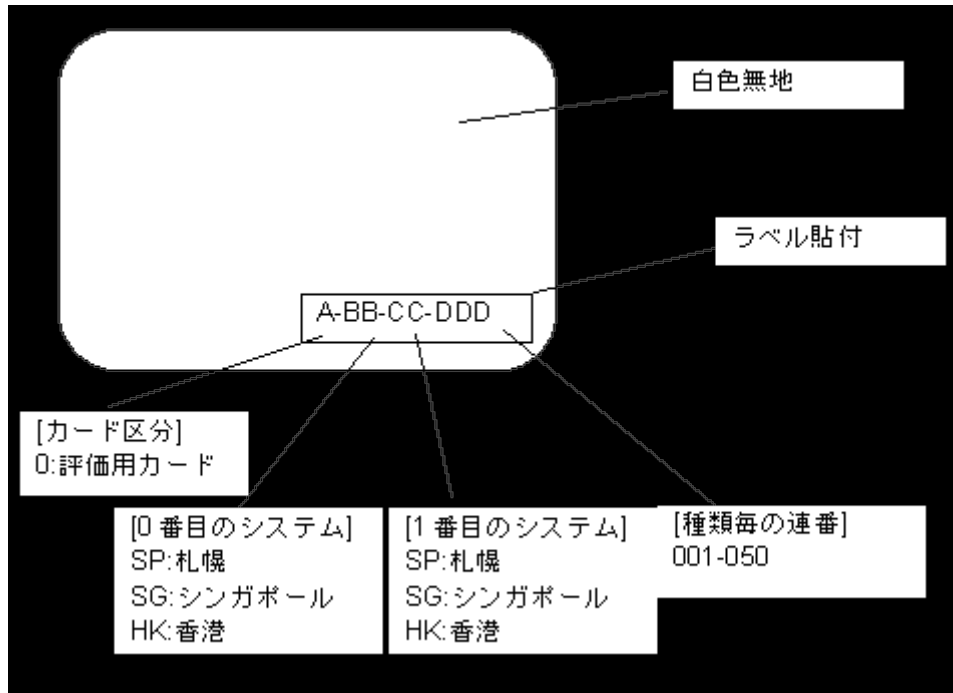 白色無地
ラベル貼付
A-BB-CC-DDD
[カード区分]
0:評価用カード
[0番目のシステム]
SP:札幌
SG:シンガポール
HK:香港
[1番目のシステム]
SP:札幌
SG:シンガポール
HK:香港
[種類毎の連番]
001-050